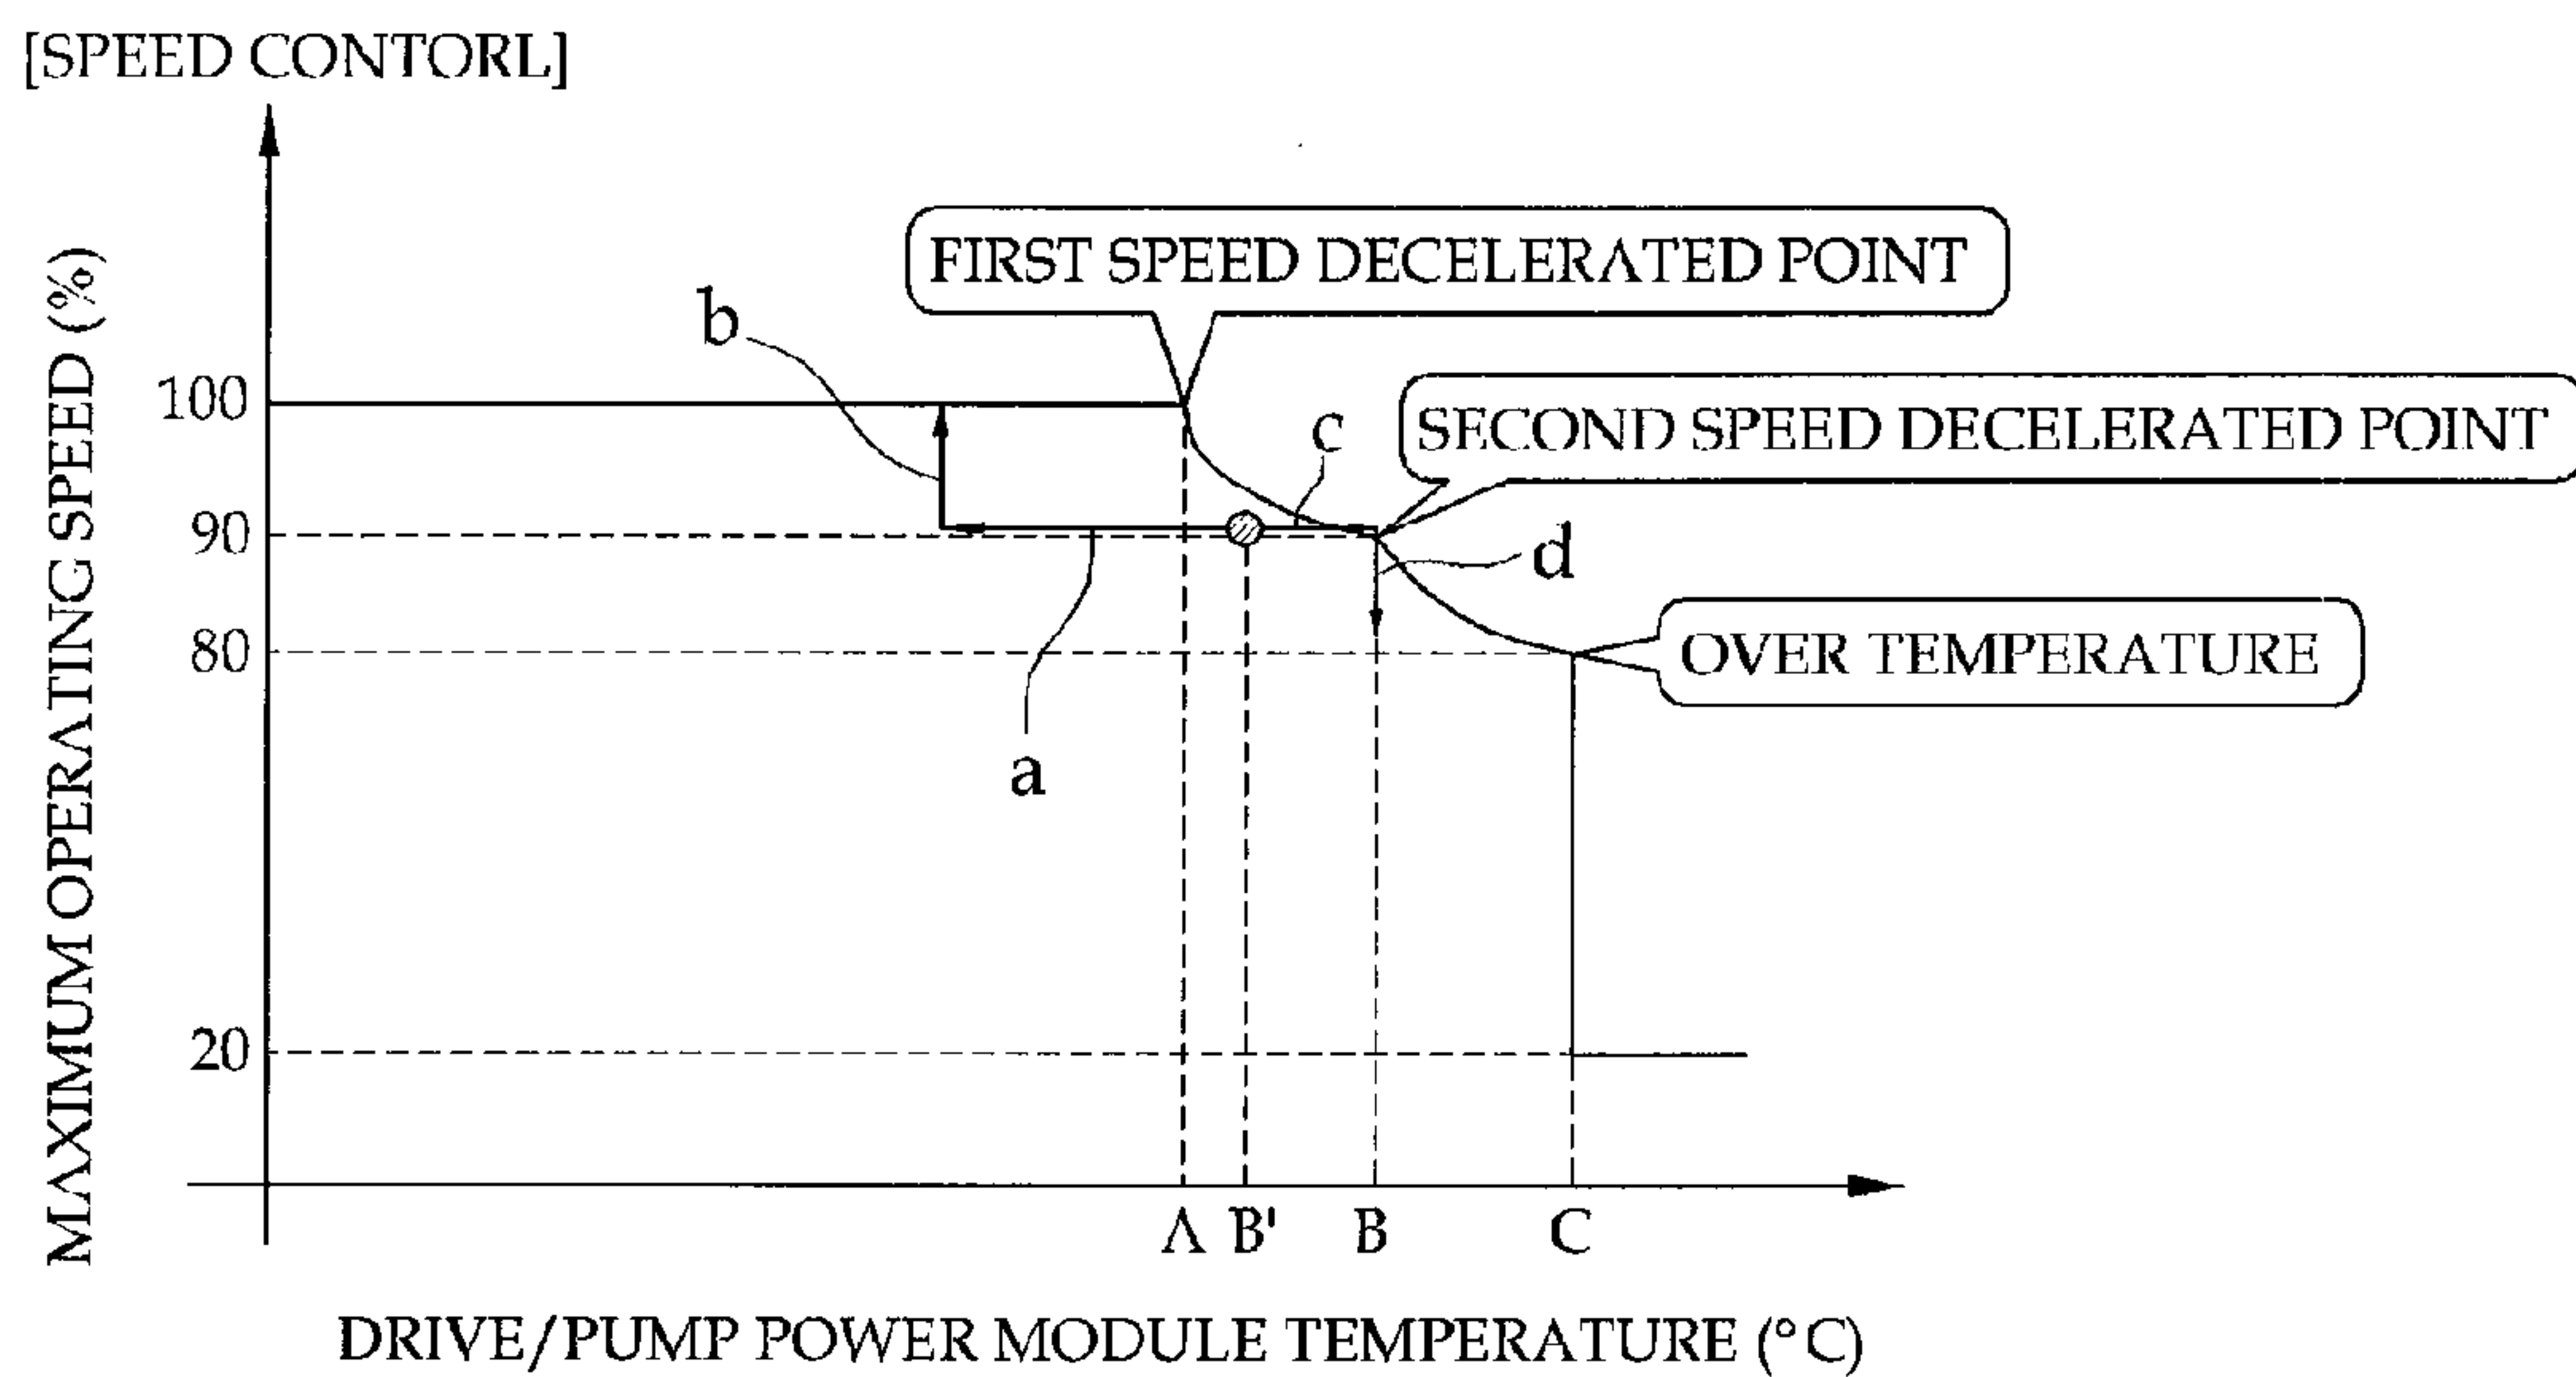 [SPEED CONTORL]
FIRST SPEED DECELERATED POINT
b
100
c
SECOND SPEED DECELERATED POINT
90
d
80
OVER TEMPERATURE
a
20
MAXIMUM OPERATING SPEED (%)
A B' B C
DRIVE/PUMP POWER MODULE TEMPERATURE (°C)